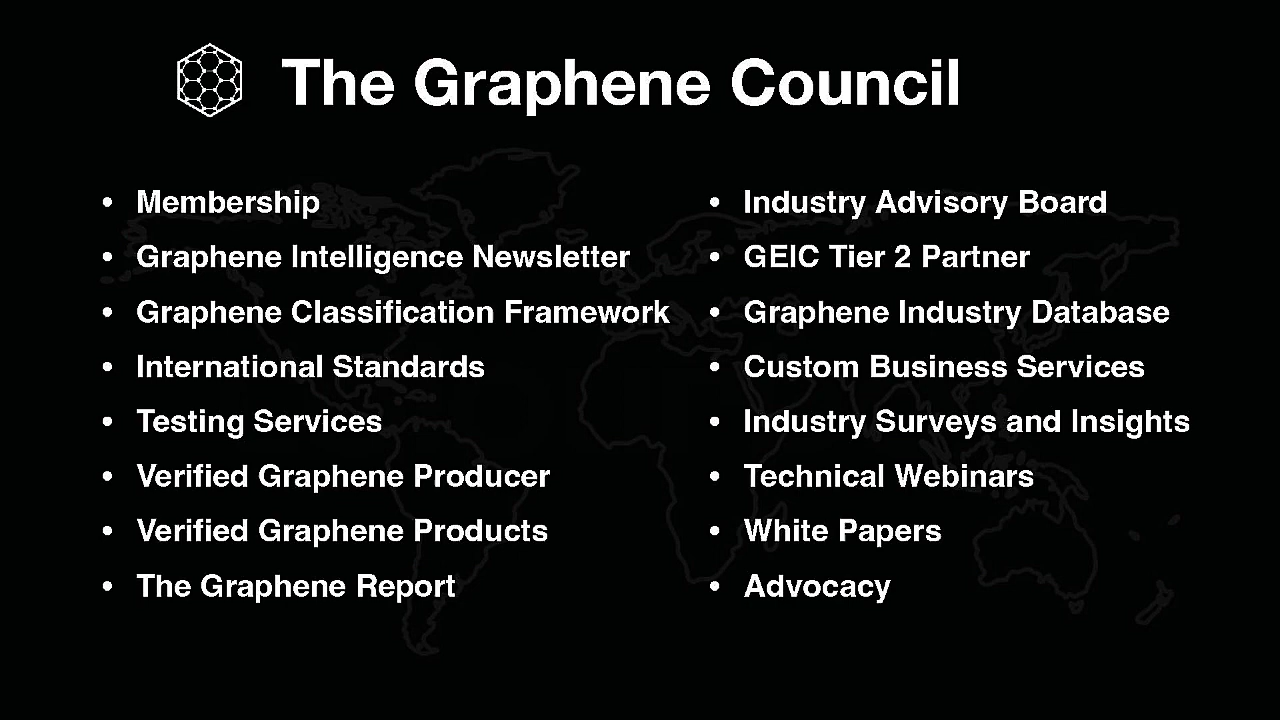 The Graphene Council
• Membership
• Graphene Intelligence Newsletter
• Graphene Classification Framework
• International Standards
• Testing Services
• Verified Graphene Producer
• Verified Graphene Products
• The Graphene Report
• Industry Advisory Board
• GEIC Tier 2 Partner
• Graphene Industry Database
• Custom Business Services
• Industry Surveys and Insights
• Technical Webinars
• White Papers
• Advocacy